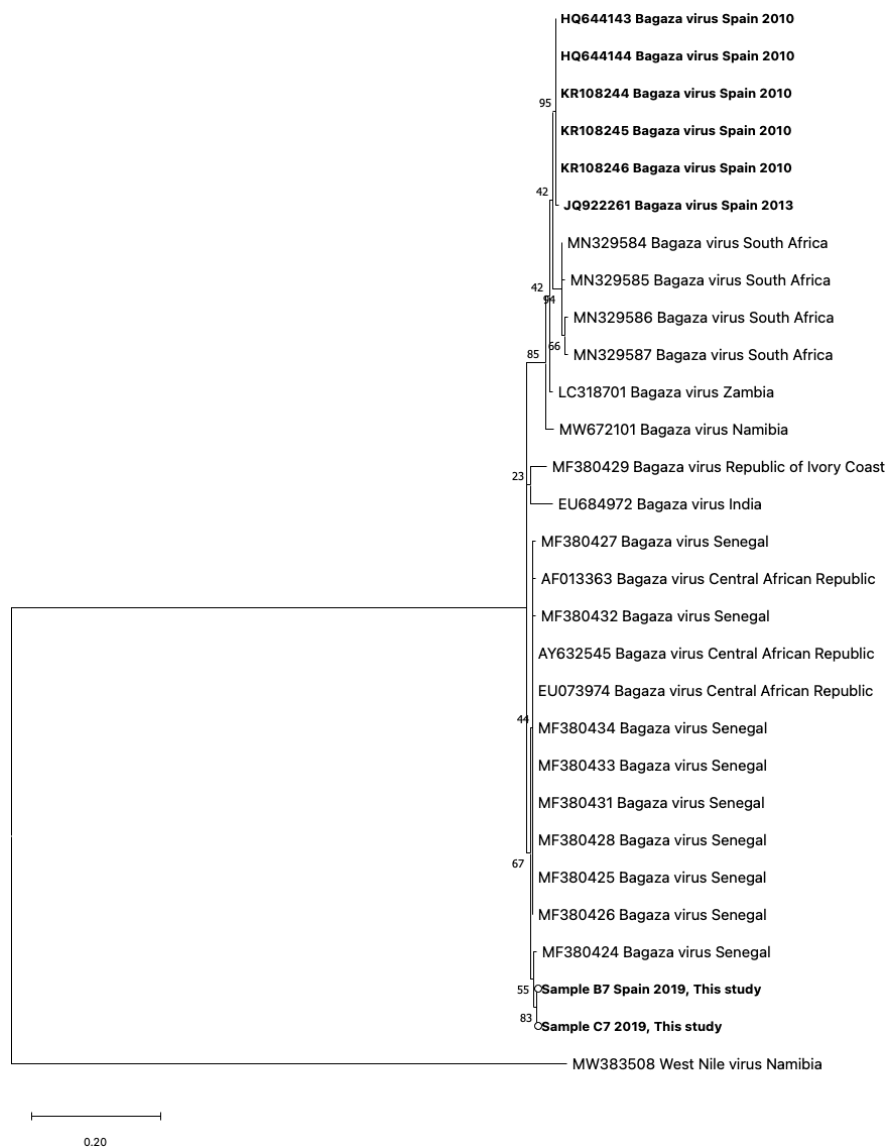 HQ644143 Bagaza virus Spain 2010
HQ644144 Bagaza virus Spain 2010
KR108244 Bagaza virus Spain 2010
95
KR108245 Bagaza virus Spain 2010
KR108246 Bagaza virus Spain 2010
42
JQ922261 Bagaza virus Spain 2013
MN329584 Bagaza virus South Africa
MN329585 Bagaza virus South Africa
42
94
MN329586 Bagaza virus South Africa
66
85
MN329587 Bagaza virus South Africa
LC318701 Bagaza virus Zambia
MW672101 Bagaza virus Namibia
MF380429 Bagaza virus Republic of Ivory Coast
23
EU684972 Bagaza virus India
MF380427 Bagaza virus Senegal
AF013363 Bagaza virus Central African Republic
MF380432 Bagaza virus Senegal
AY632545 Bagaza virus Central African Republic
EU073974 Bagaza virus Central African Republic
44
MF380434 Bagaza virus Senegal
MF380433 Bagaza virus Senegal
MF380431 Bagaza virus Senegal
MF380428 Bagaza virus Senegal
67
MF380425 Bagaza virus Senegal
MF380426 Bagaza virus Senegal
MF380424 Bagaza virus Senegal
55
Sample B7 Spain 2019, This study
83
Sample C7 2019, This study
MW383508 West Nile virus Namibia
0.20